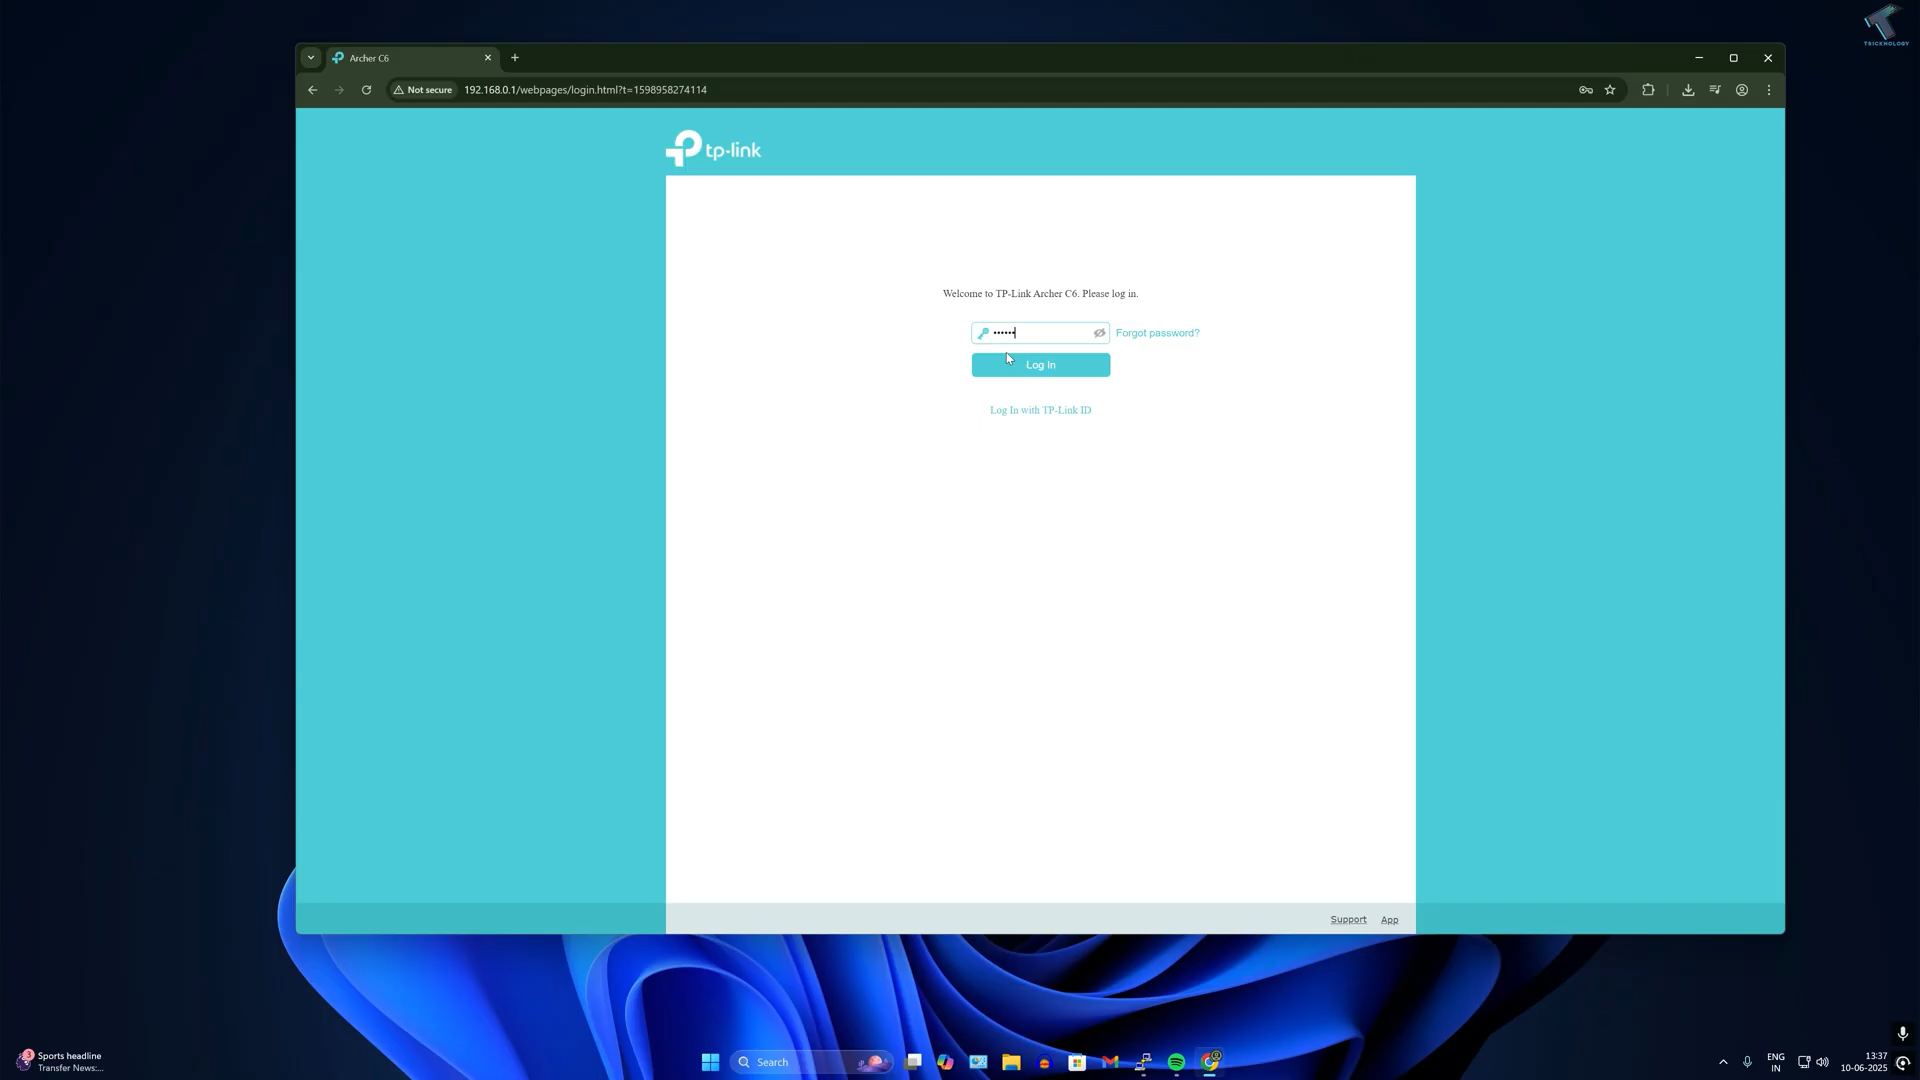 TRICKNOLOGY
Archer C6
Not secure
192.168.0.1/webpages/login.html?t=1598958274114
tp-link
Welcome to TP-Link Archer C6. Please log in.
••••••
Forgot password?
Log In
Log In with TP-Link ID
Support App
3
Sports headline
Transfer News:...
Search
ENG
IN
13:37
10-06-2025